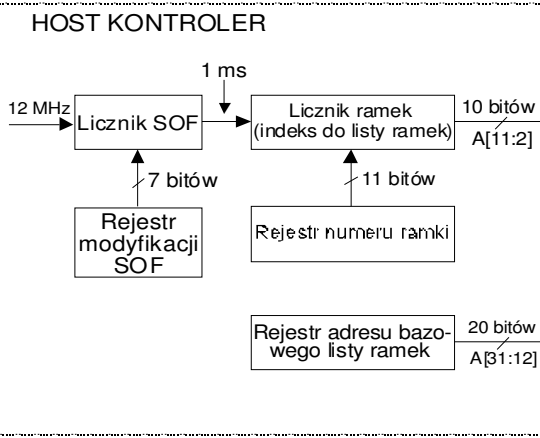 HOST KONTROLER
1 ms
12 MHz
Licznik SOF
Licznik ramek
(indeks do listy ramek)
10 bitów
A[11:2]
7 bitów
11 bitów
Rejestr
modyfikacji
SOF
Rejestr numeru ramki
Rejestr adresu bazo-
wego listy ramek
20 bitów
A[31:12]